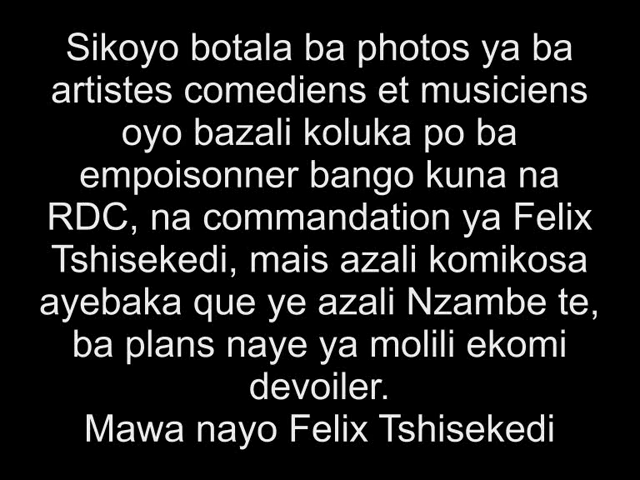 Sikoyo botala ba photos ya ba
artistes comediens et musiciens
oyo bazali koluka po ba
empoisonner bango kuna na
RDC, na commandation ya Felix
Tshisekedi, mais azali komikosa
ayebaka que ye azali Nzambe te,
ba plans naye ya molili ekomi
devoiler.
Mawa nayo Felix Tshisekedi